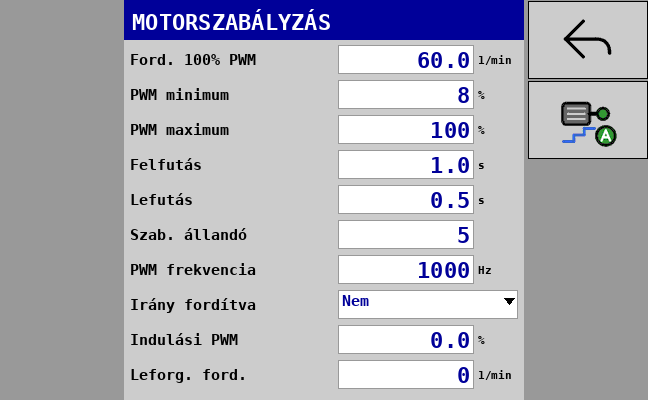 MOTORSZABÁLYZÁS
Ford. 100% PWM 60.0 1/min
PWM minimum 8 %
PWM maximum 100 %
Felfutás 1.0 s
Lefutás 0.5 s
Szab. állandó 5
PWM frekvencia 1000 Hz
Irány fordítva Nem
Indulási PWM 0.0 %
Leforg. ford. 0 1/min
A